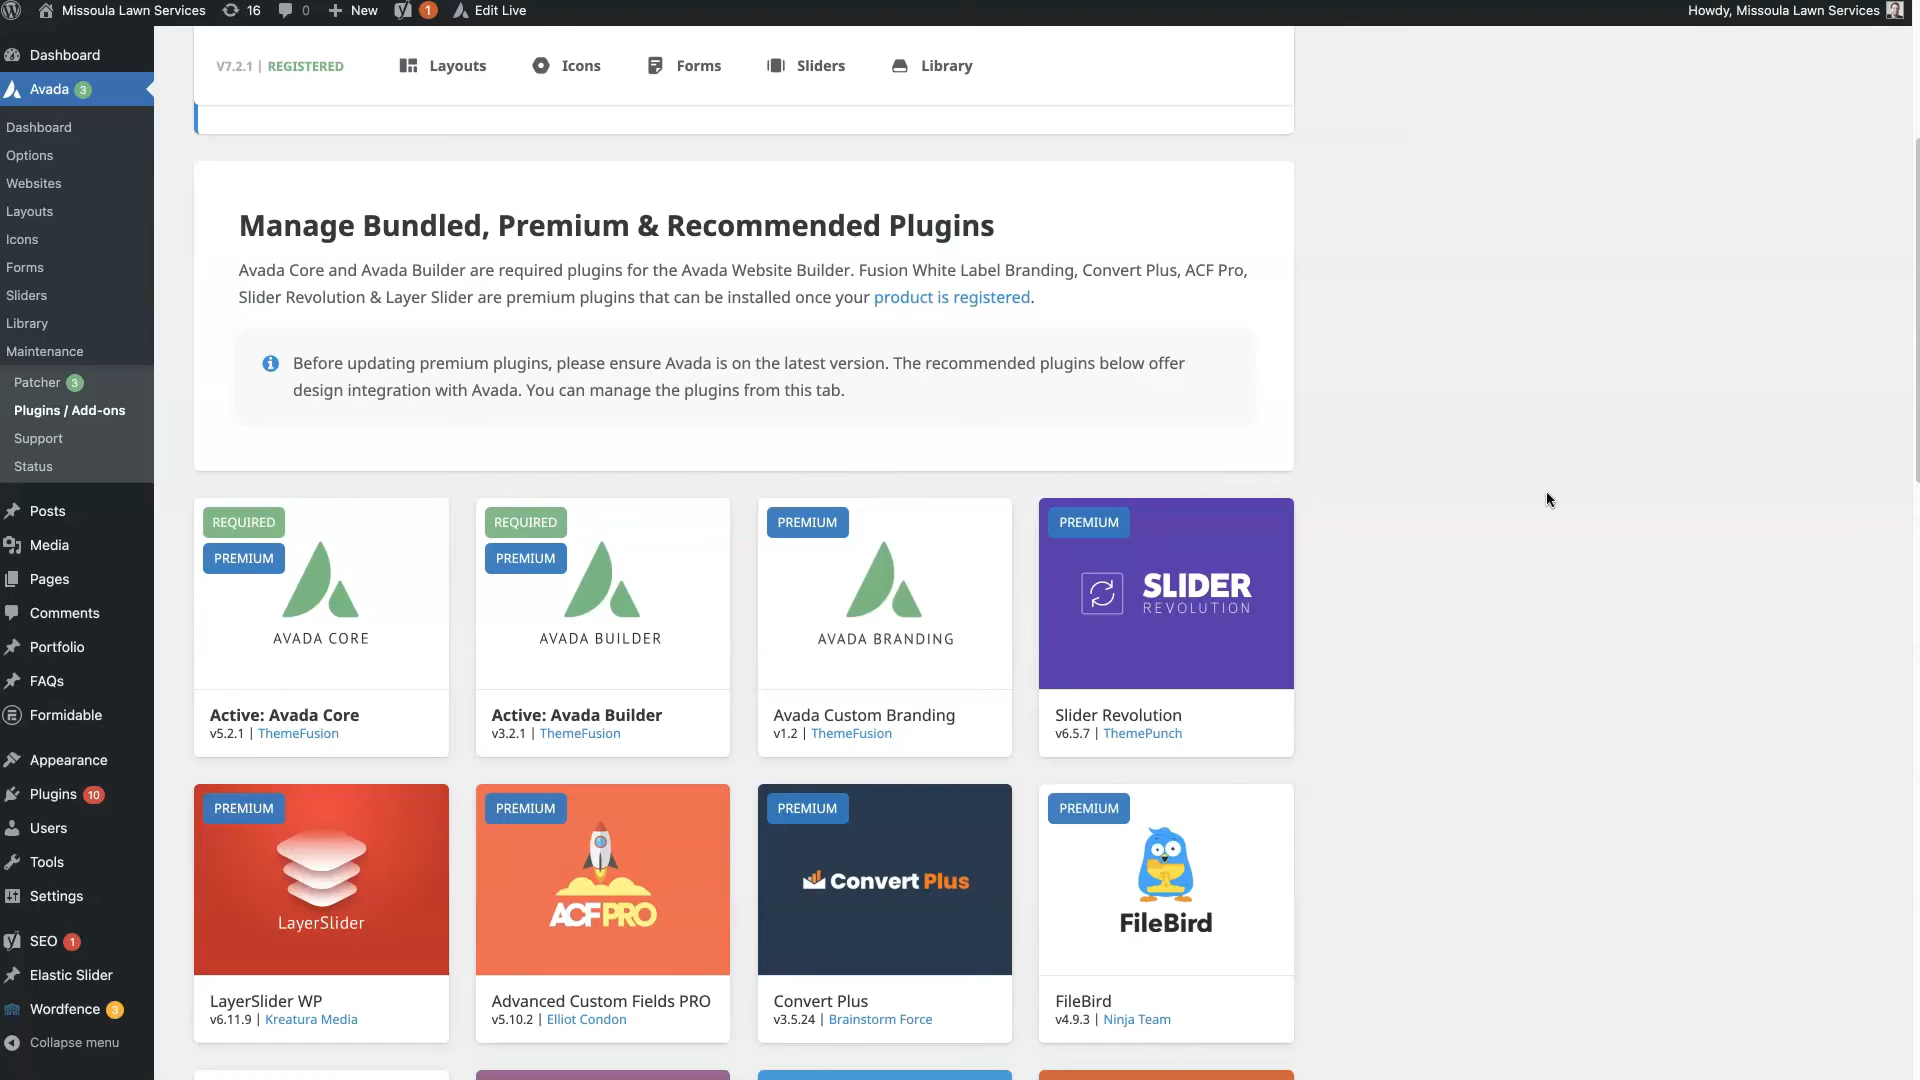 Missoula Lawn Services 16 0 New 1 Edit Live Howdy, Missoula Lawn Services
Dashboard
Avada 3
Dashboard
Options
Websites
Layouts
Icons
Forms
Sliders
Library
Maintenance
Patcher 3
Plugins / Add-ons
Support
Status
Posts
Media
Pages
Comments
Portfolio
FAQs
Formidable
Appearance
Plugins 10
Users
Tools
Settings
SEO 1
Elastic Slider
Wordfence 3
Collapse menu
V7.2.1 | REGISTERED Layouts Icons Forms Sliders Library
Manage Bundled, Premium & Recommended Plugins
Avada Core and Avada Builder are required plugins for the Avada Website Builder. Fusion White Label Branding, Convert Plus, ACF Pro,
Slider Revolution & Layer Slider are premium plugins that can be installed once your product is registered.
Before updating premium plugins, please ensure Avada is on the latest version. The recommended plugins below offer
design integration with Avada. You can manage the plugins from this tab.
REQUIRED
PREMIUM
AVADA CORE
Active: Avada Core
v5.2.1 | ThemeFusion
REQUIRED
PREMIUM
AVADA BUILDER
Active: Avada Builder
v3.2.1 | ThemeFusion
PREMIUM
AVADA BRANDING
Avada Custom Branding
v1.2 | ThemeFusion
PREMIUM
SLIDER
REVOLUTION
Slider Revolution
v6.5.7 | ThemePunch
PREMIUM
LayerSlider
LayerSlider WP
v6.11.9 | Kreatura Media
PREMIUM
ACF PRO
Advanced Custom Fields PRO
v5.10.2 | Elliot Condon
PREMIUM
Convert Plus
Convert Plus
v3.5.24 | Brainstorm Force
PREMIUM
FileBird
FileBird
v4.9.3 | Ninja Team